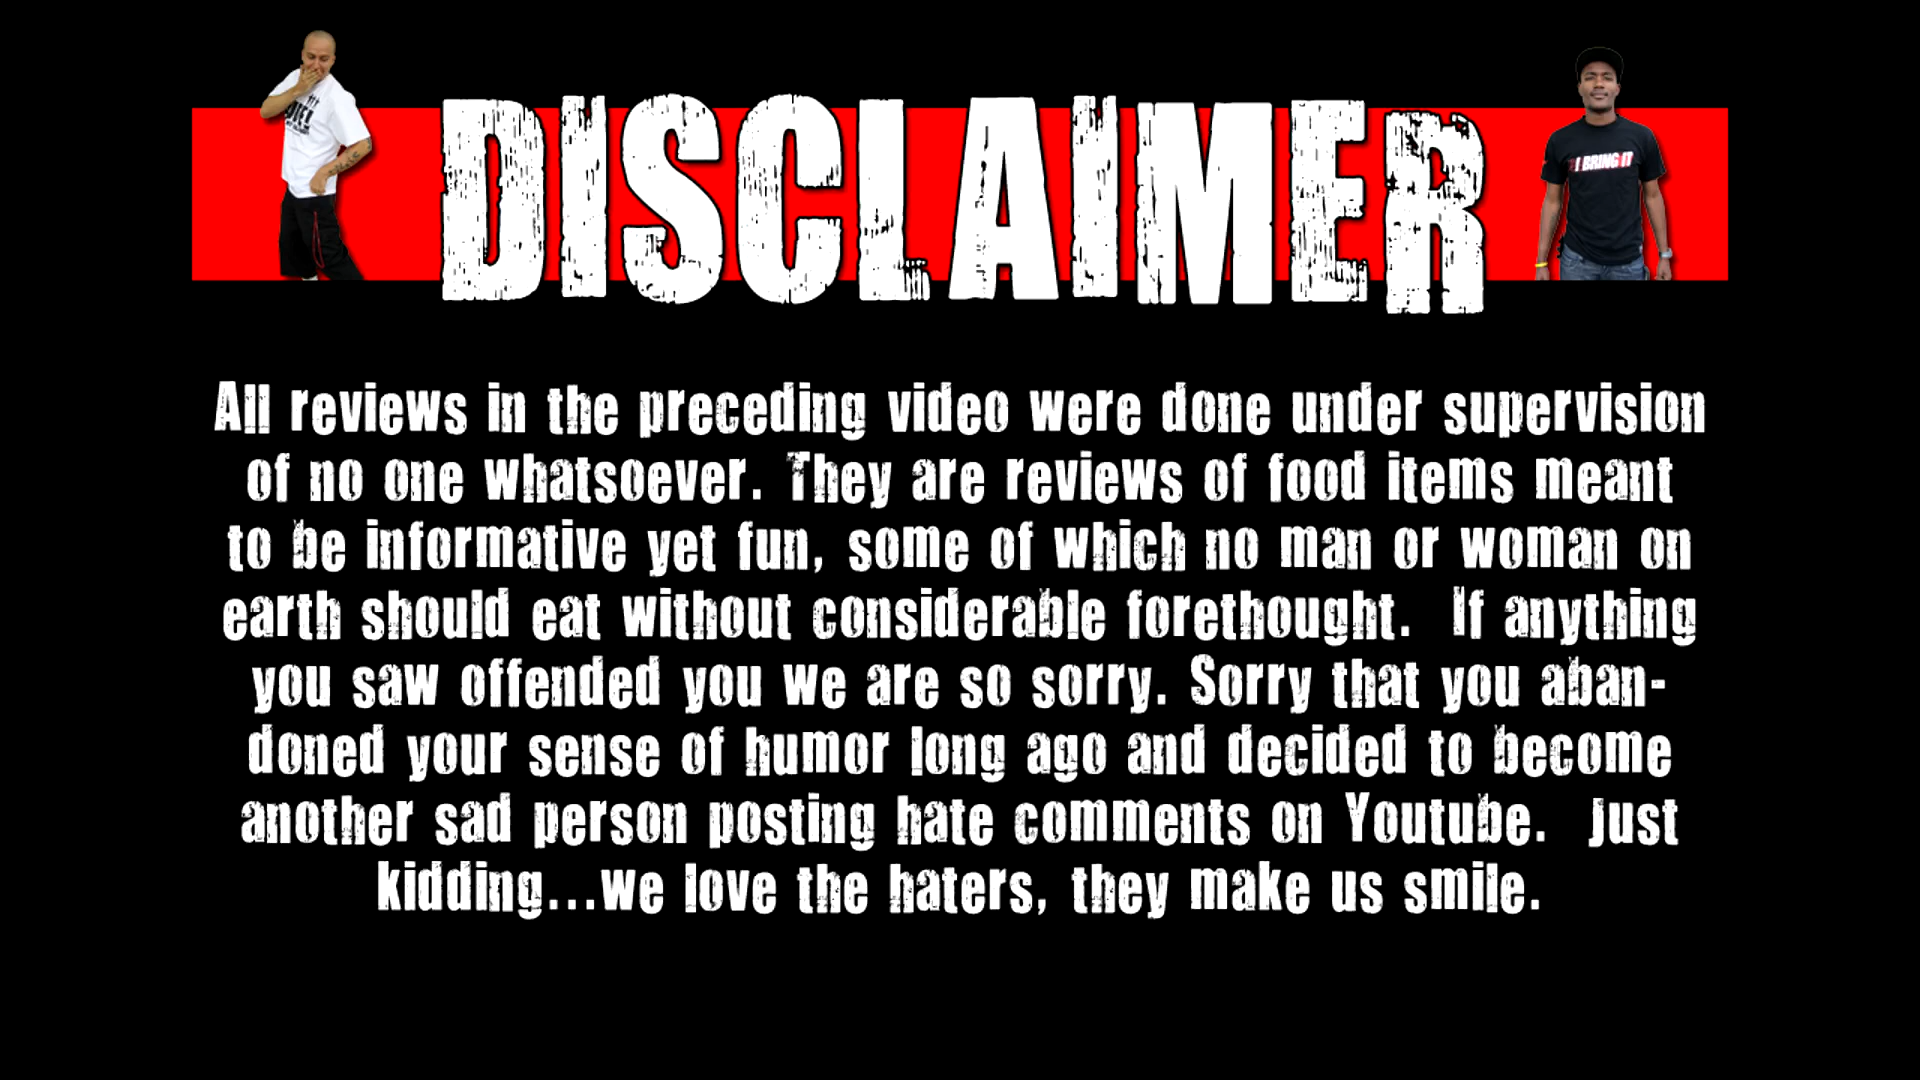 DISCLAIMER
DIET
I BRING IT
All reviews in the preceding video were done under supervision
of no one whatsoever. They are reviews of food items meant
to be informative yet fun, some of which no man or woman on
earth should eat without considerable forethought.  If anything
you saw offended you we are so sorry. Sorry that you aban-
doned your sense of humor long ago and decided to become
another sad person posting hate comments on Youtube.  Just
kidding...we love the haters, they make us smile.